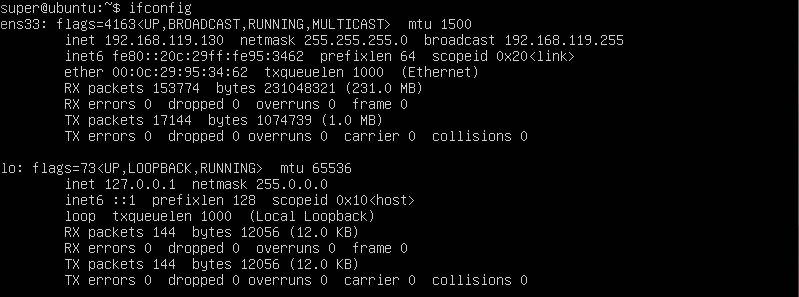 super@ubuntu:~$ ifconfig
ens33: flags=4163<UP,BROADCAST,RUNNING,MULTICAST>  mtu 1500
        inet 192.168.119.130  netmask 255.255.255.0  broadcast 192.168.119.255
        inet6 fe80::20c:29ff:fe95:3462  prefixlen 64  scopeid 0x20<link>
        ether 00:0c:29:95:34:62  txqueuelen 1000  (Ethernet)
        RX packets 153774  bytes 231048321 (231.0 MB)
        RX errors 0  dropped 0  overruns 0  frame 0
        TX packets 17144  bytes 1074739 (1.0 MB)
        TX errors 0  dropped 0 overruns 0  carrier 0  collisions 0

lo: flags=73<UP,LOOPBACK,RUNNING>  mtu 65536
        inet 127.0.0.1  netmask 255.0.0.0
        inet6 ::1  prefixlen 128  scopeid 0x10<host>
        loop  txqueuelen 1000  (Local Loopback)
        RX packets 144  bytes 12056 (12.0 KB)
        RX errors 0  dropped 0  overruns 0  frame 0
        TX packets 144  bytes 12056 (12.0 KB)
        TX errors 0  dropped 0 overruns 0  carrier 0  collisions 0